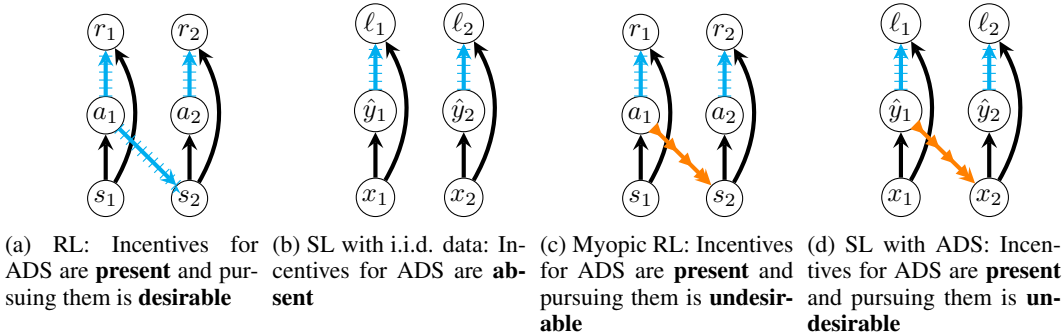 r1 r2 ℓ1 ℓ2 r1 r2 ℓ1 ℓ2
a1 a2 ŷ1 ŷ2 a1 a2 ŷ1 ŷ2
s1 s2 x1 x2 s1 s2 x1 x2
(a) RL: Incentives for
ADS are present and pur-
suing them is desirable
(b) SL with i.i.d. data: In-
centives for ADS are ab-
sent
(c) Myopic RL: Incentives
for ADS are present and
pursuing them is undesir-
able
(d) SL with ADS: Incen-
tives for ADS are present
and pursuing them is un-
desirable